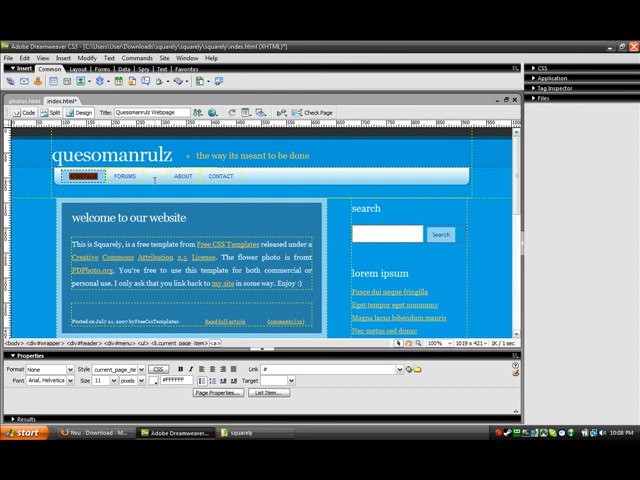 Adobe Dreamweaver CS3 - [C:\Users\User\Downloads\squarely\squarely\squarely\index.html (XHTML)*]
File Edit View Insert Modify Text Commands Site Window Help
Insert Common Layout Forms Data Spry Text Favorites
CSS
Application
Tag Inspector
Files
photos.html index.html*
Code Split Design Title: Quesomanrulz Webpage Check Page
quesomanrulz » the way its meant to be done
HOMEPAGE FORUMS ABOUT CONTACT
welcome to our website
This is Squarely, is a free template from Free CSS Templates released under a
Creative Commons Attribution 2.5 License. The flower photo is fromt
PDPhoto.org. You're free to use this template for both commercial or
personal use. I only ask that you link back to my site in some way. Enjoy :)
Posted on July 21, 2007 byFreeCssTemplates Read full article Comments (32)
search
Search
lorem ipsum
Fusce dui neque fringilla
Eget tempor eget nonummy
Magna lacus bibendum mauris
Nec metus sed donec
<body> <div#wrapper> <div#header> <div#menu> <ul> <li.current_page_item> <a> 100% 1019 x 421 1K / 1 sec
Properties
Format None Style current_page_ite CSS B I Link #
Font Arial, Helvetica Size 11 pixels #FFFFFF Target
Page Properties... List Item...
Results
start Niru - Download - M... Adobe Dreamweaver ... squarely 10:08 PM